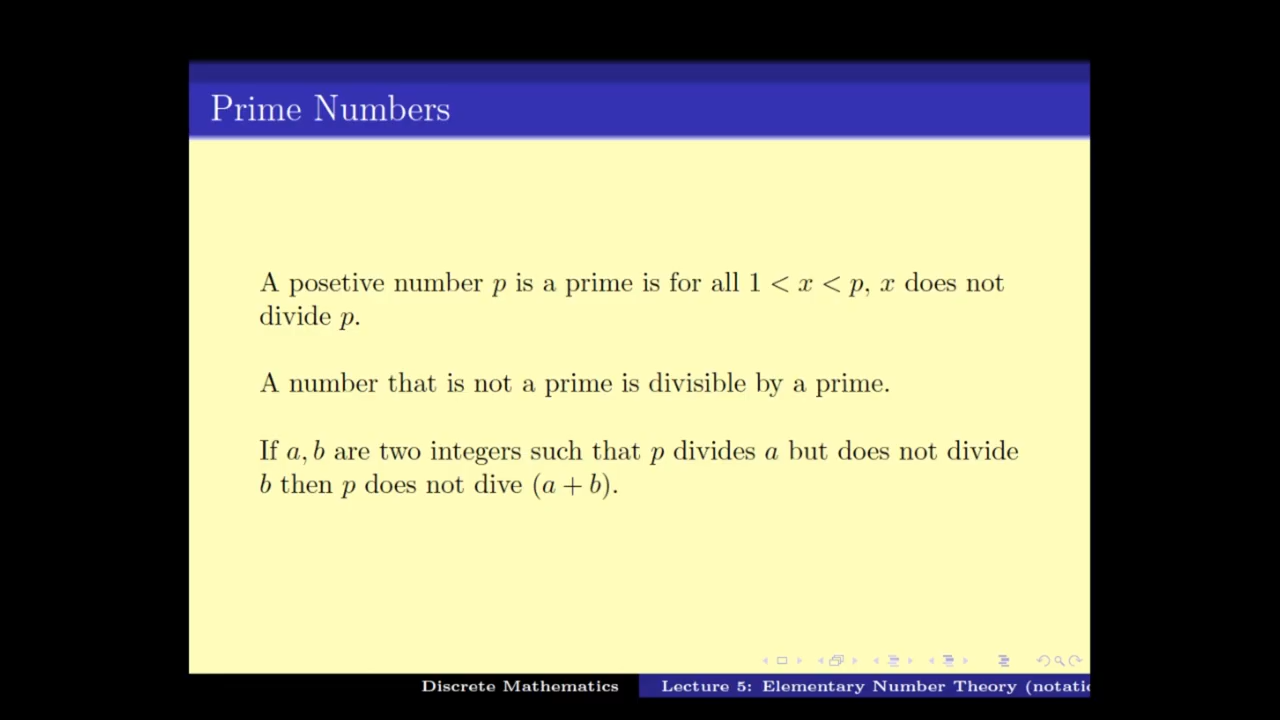 Prime Numbers
A posetive number p is a prime is for all 1 < x < p, x does not
divide p.
A number that is not a prime is divisible by a prime.
If a, b are two integers such that p divides a but does not divide
b then p does not dive (a + b).
Discrete Mathematics
Lecture 5: Elementary Number Theory (notatio